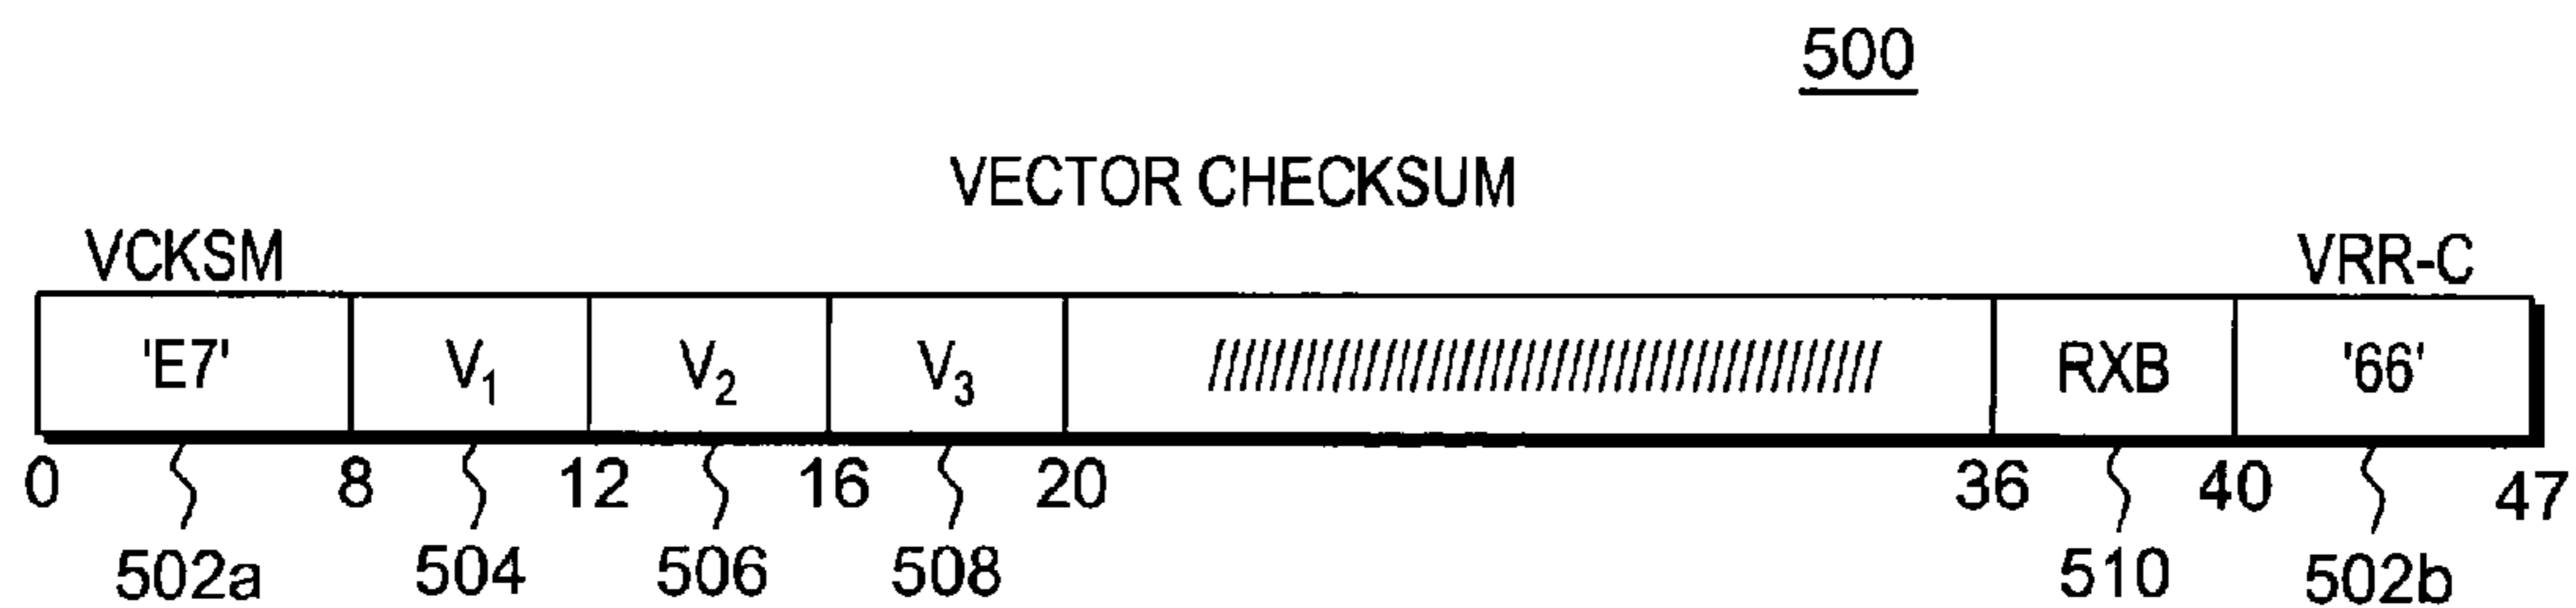 500
VECTOR CHECKSUM
VCKSM VRR-C
'E7' V₁ V₂ V₃ ////////////////////////////////////////// RXB '66'
0 8 12 16 20 36 40 47
502a 504 506 508 510 502b